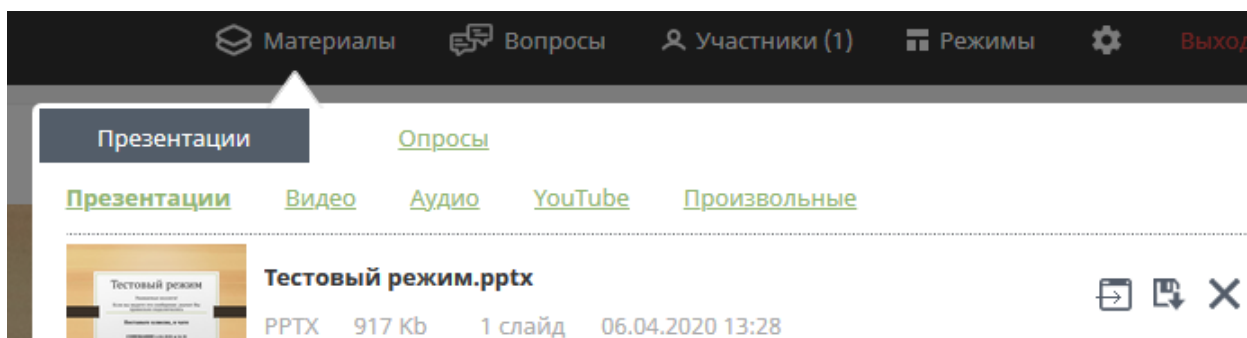 Материалы Вопросы Участники (1) Режимы Выход
Презентации Опросы
Презентации Видео Аудио YouTube Произвольные
Тестовый режим.pptx
PPTX 917 Kb 1 слайд 06.04.2020 13:28
Тестовый режим